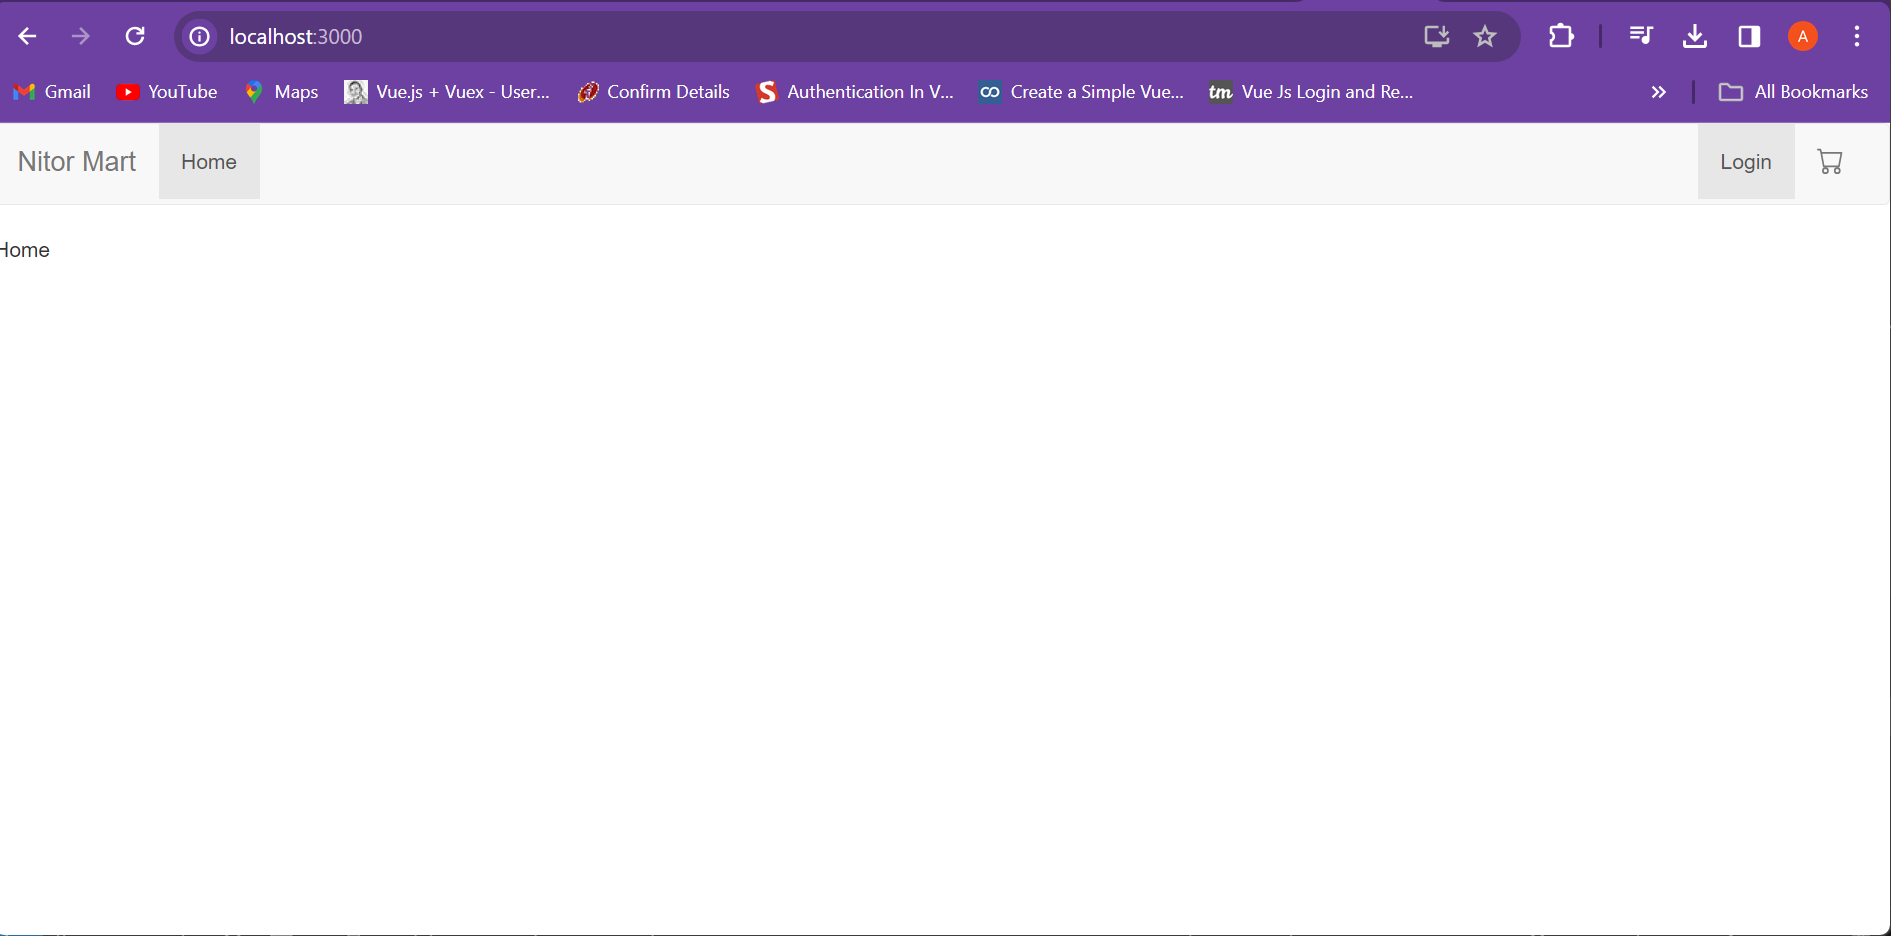 localhost:3000
Gmail YouTube Maps Vue.js + Vuex - User... Confirm Details Authentication In V... Create a Simple Vue... tm Vue Js Login and Re... All Bookmarks
A
Nitor Mart Home Login
Home